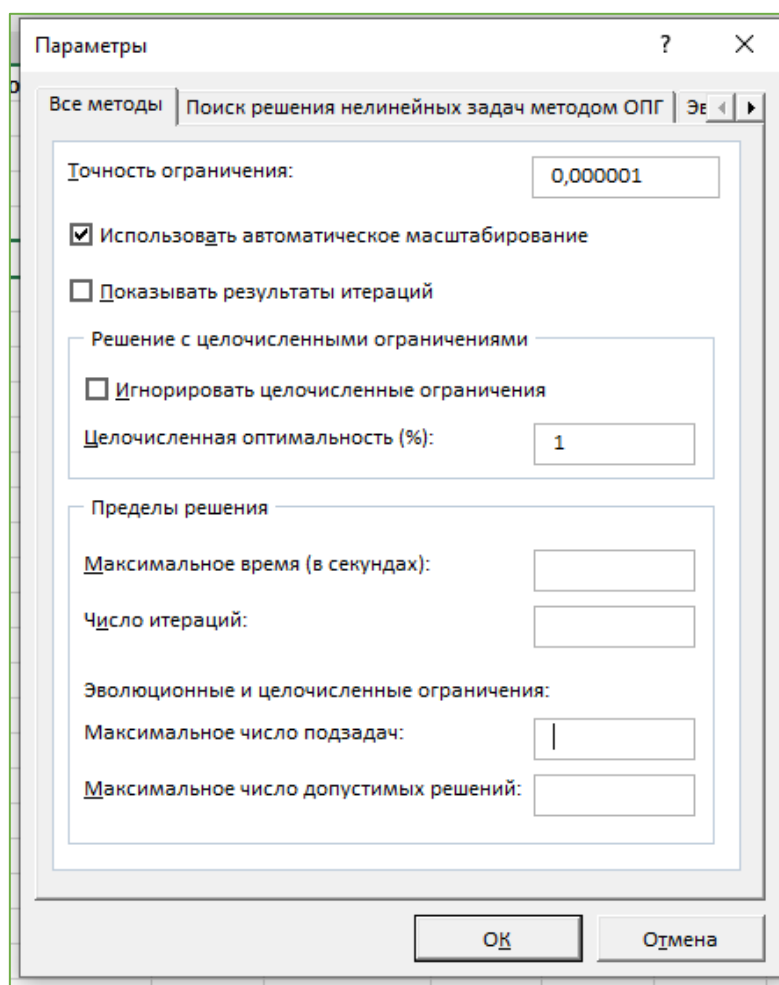 Параметры ?
Все методы Поиск решения нелинейных задач методом ОПГ Эв
Точность ограничения: 0,000001
Использовать автоматическое масштабирование
Показывать результаты итераций
Решение с целочисленными ограничениями
Игнорировать целочисленные ограничения
Целочисленная оптимальность (%): 1
Пределы решения
Максимальное время (в секундах):
Число итераций:
Эволюционные и целочисленные ограничения:
Максимальное число подзадач:
Максимальное число допустимых решений:
ОК Отмена